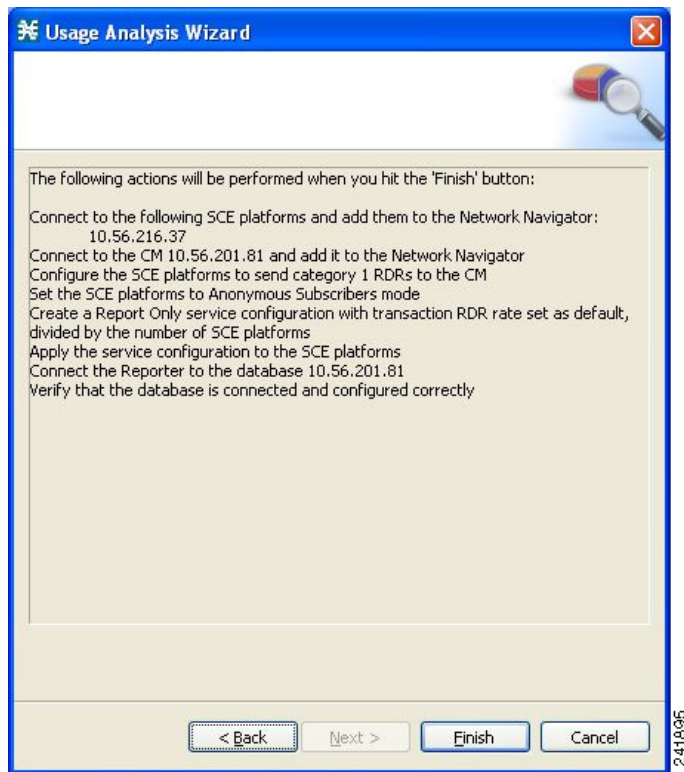 Usage Analysis Wizard
The following actions will be performed when you hit the 'Finish' button:
Connect to the following SCE platforms and add them to the Network Navigator:
10.56.216.37
Connect to the CM 10.56.201.81 and add it to the Network Navigator
Configure the SCE platforms to send category 1 RDRs to the CM
Set the SCE platforms to Anonymous Subscribers mode
Create a Report Only service configuration with transaction RDR rate set as default,
divided by the number of SCE platforms
Apply the service configuration to the SCE platforms
Connect the Reporter to the database 10.56.201.81
Verify that the database is connected and configured correctly
< Back
Next >
Finish
Cancel
241895